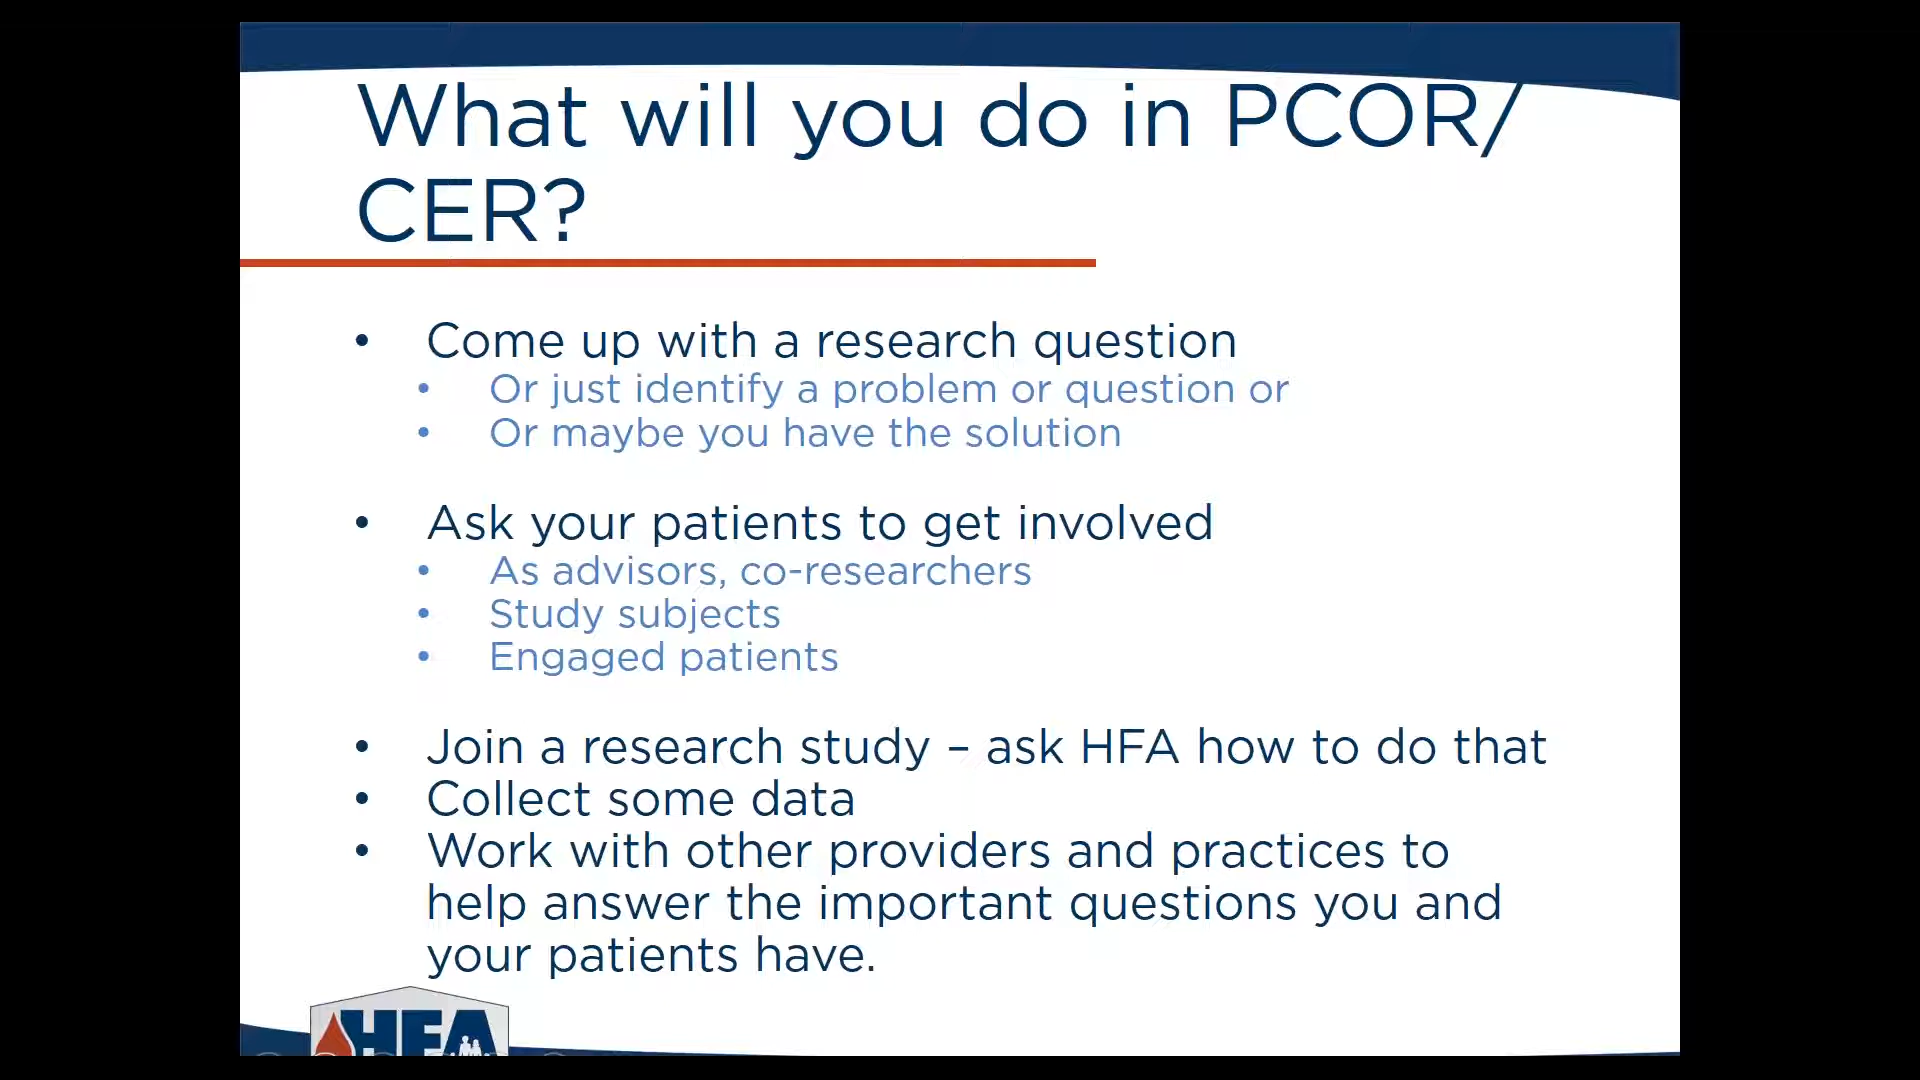 What will you do in PCOR/
CER?
• Come up with a research question
• Or just identify a problem or question or
• Or maybe you have the solution
• Ask your patients to get involved
• As advisors, co-researchers
• Study subjects
• Engaged patients
• Join a research study – ask HFA how to do that
• Collect some data
• Work with other providers and practices to
help answer the important questions you and
your patients have.
HFA